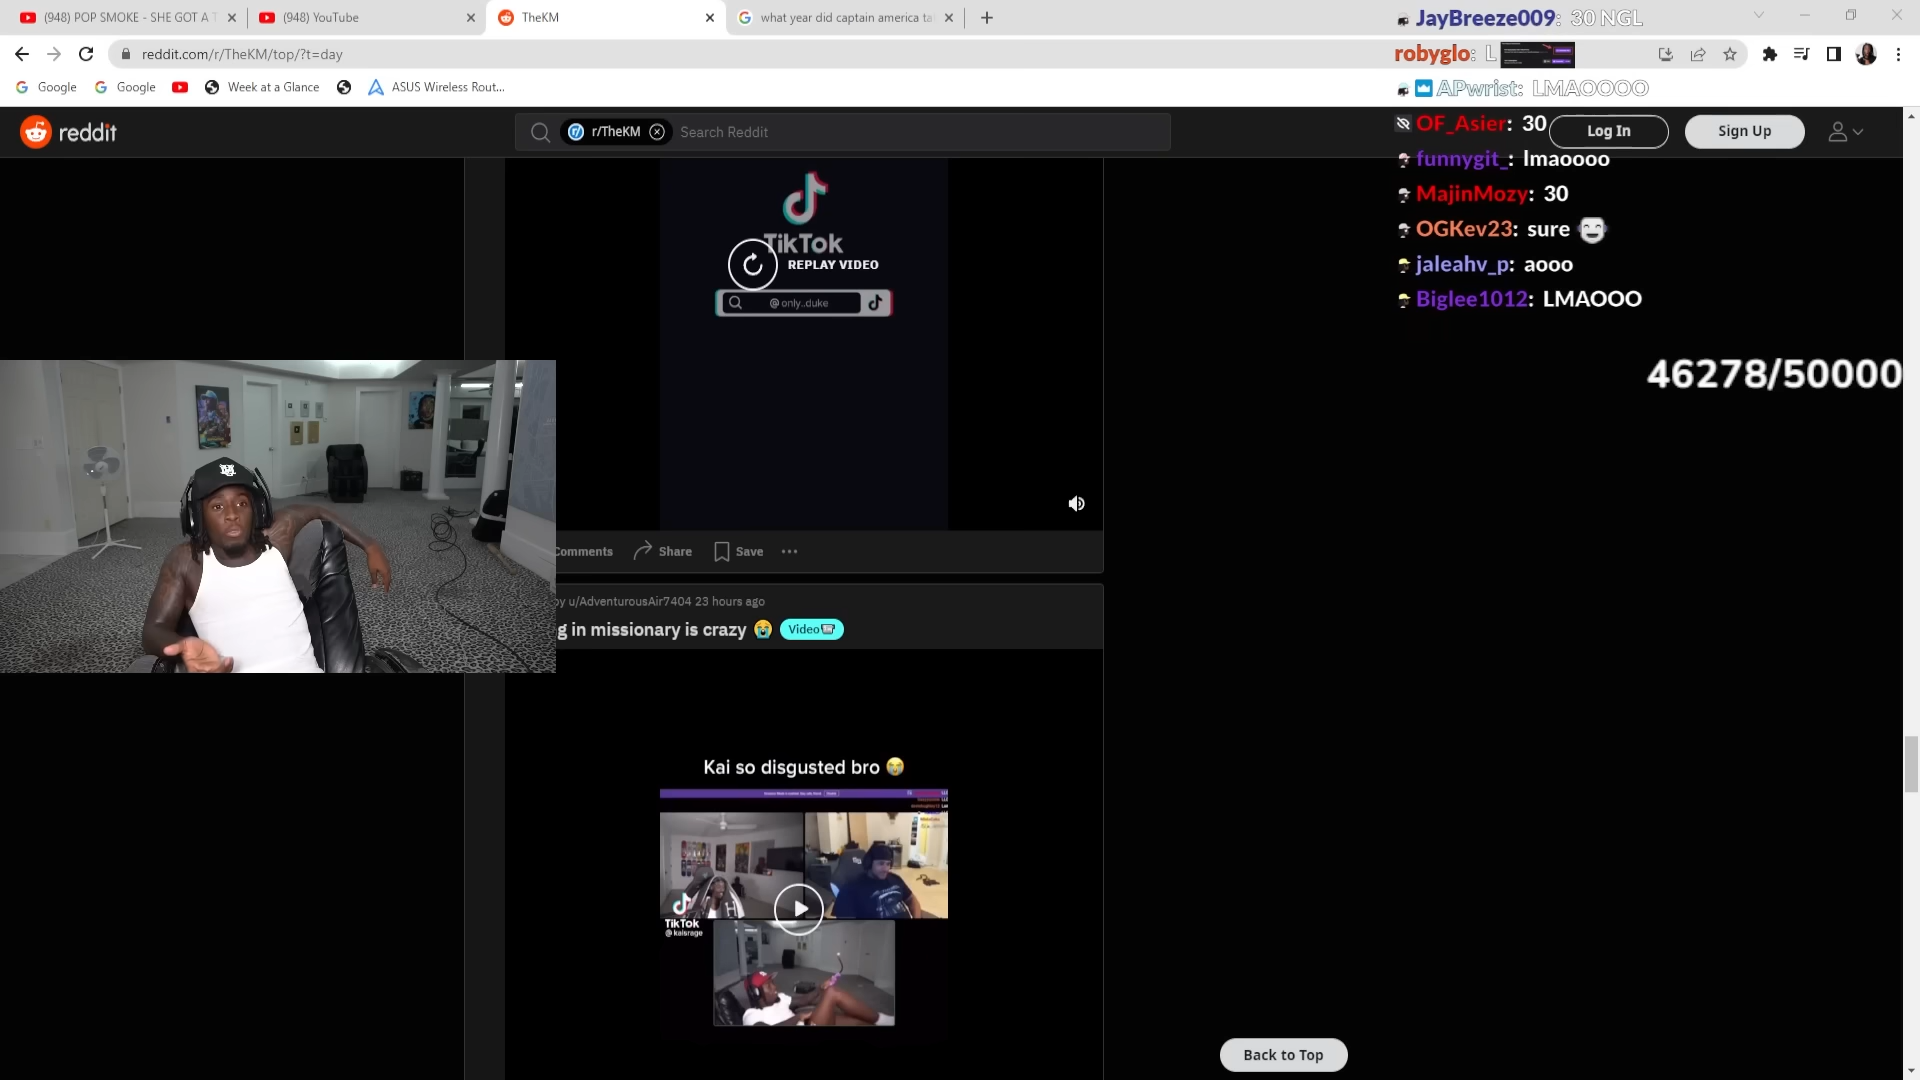 (948) POP SMOKE - SHE GOT A T
(948) YouTube
TheKM
what year did captain america ta
JayBreeze009: 30 NGL
reddit.com/r/TheKM/top/?t=day
robyglo: L
Google
Google
Week at a Glance
ASUS Wireless Rout...
APwrist: LMAOOOO
reddit
r/TheKM
Search Reddit
OF_Asier: 30
Log In
Sign Up
funnygit_: lmaoooo
MajinMozy: 30
OGKev23: sure
jaleahv_p: aooo
Biglee1012: LMAOOO
TikTok
REPLAY VIDEO
@only..duke
46278/50000
Comments
Share
Save
by u/AdventurousAir7404 23 hours ago
g in missionary is crazy 😭
Video
Kai so disgusted bro 😭
TikTok
@kaisrage
Back to Top